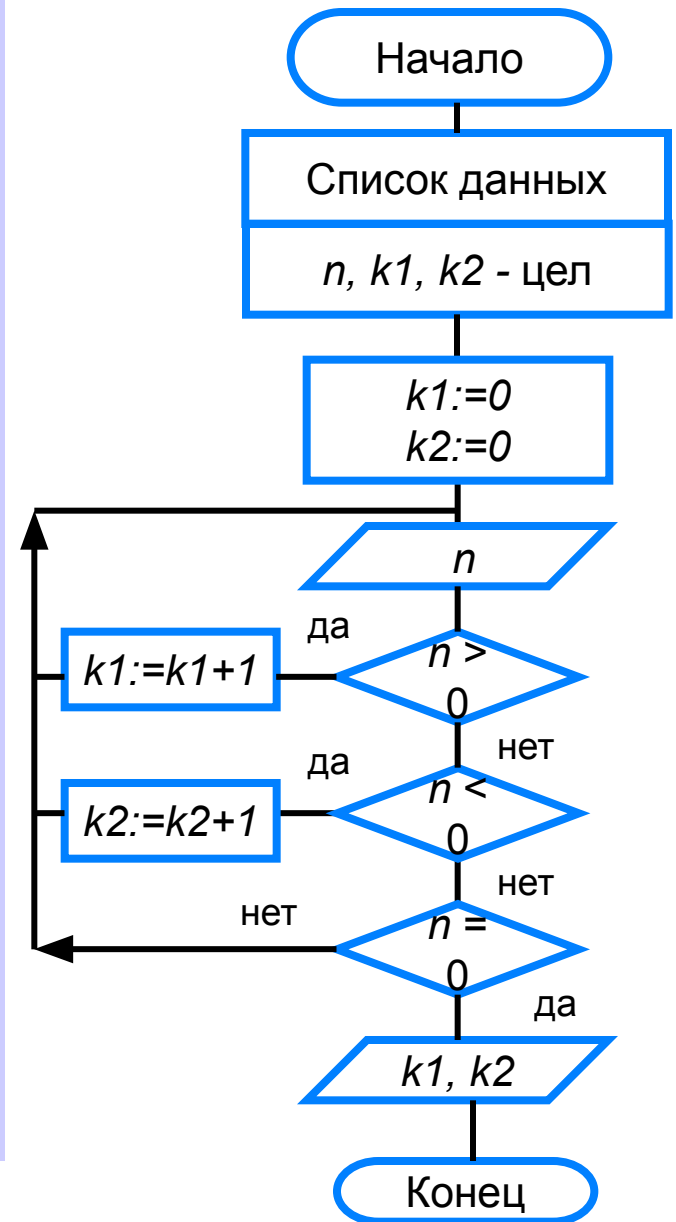 Начало
Список данных
n, k1, k2 - цел
k1:=0
k2:=0
n
да
k1:=k1+1
n >
0
нет
да
k2:=k2+1
n <
0
нет
нет
n =
0
да
k1, k2
Конец